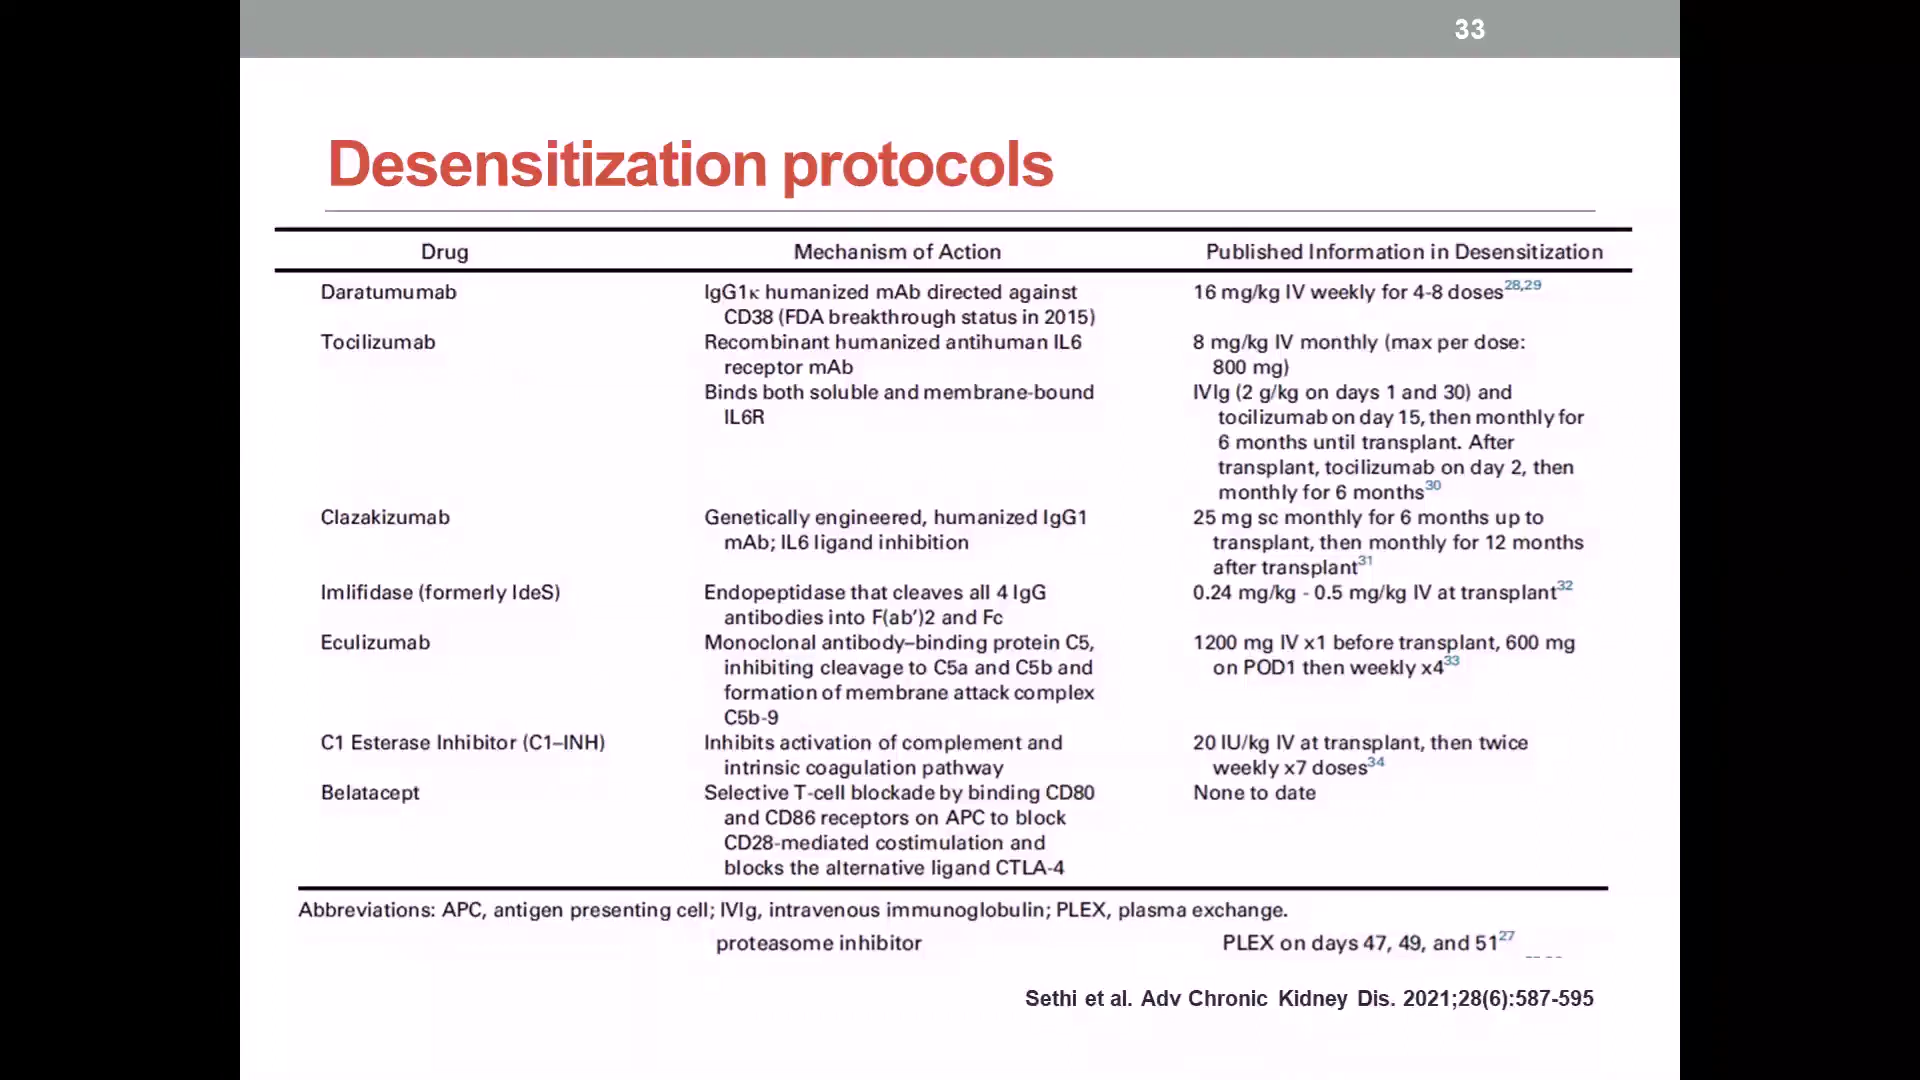 33
Desensitization protocols
Drug Mechanism of Action Published Information in Desensitization
Daratumumab IgG1κ humanized mAb directed against 16 mg/kg IV weekly for 4-8 doses28,29
CD38 (FDA breakthrough status in 2015)
Tocilizumab Recombinant humanized antihuman IL6 8 mg/kg IV monthly (max per dose:
receptor mAb 800 mg)
Binds both soluble and membrane-bound IVIg (2 g/kg on days 1 and 30) and
IL6R tocilizumab on day 15, then monthly for
6 months until transplant. After
transplant, tocilizumab on day 2, then
monthly for 6 months30
Clazakizumab Genetically engineered, humanized IgG1 25 mg sc monthly for 6 months up to
mAb; IL6 ligand inhibition transplant, then monthly for 12 months
after transplant31
Imlifidase (formerly IdeS) Endopeptidase that cleaves all 4 IgG 0.24 mg/kg - 0.5 mg/kg IV at transplant32
antibodies into F(ab')2 and Fc
Eculizumab Monoclonal antibody–binding protein C5, 1200 mg IV x1 before transplant, 600 mg
inhibiting cleavage to C5a and C5b and on POD1 then weekly x433
formation of membrane attack complex
C5b-9
C1 Esterase Inhibitor (C1–INH) Inhibits activation of complement and 20 IU/kg IV at transplant, then twice
intrinsic coagulation pathway weekly x7 doses34
Belatacept Selective T-cell blockade by binding CD80 None to date
and CD86 receptors on APC to block
CD28-mediated costimulation and
blocks the alternative ligand CTLA-4
Abbreviations: APC, antigen presenting cell; IVIg, intravenous immunoglobulin; PLEX, plasma exchange.
proteasome inhibitor PLEX on days 47, 49, and 5127
Sethi et al. Adv Chronic Kidney Dis. 2021;28(6):587-595